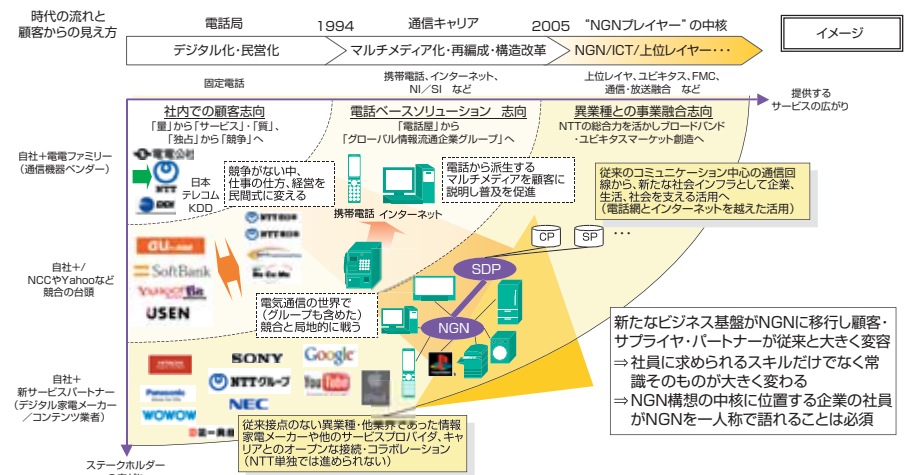 時代の流れと
顧客からの見え方
電話局
1994
通信キャリア
2005
"NGNプレイヤー"の中核
イメージ
デジタル化・民営化
マルチメディア化・再編成・構造改革
NGN/ICT/上位レイヤー・・・
固定電話
携帯電話、インターネット、
NI/SI など
上位レイヤ、ユビキタス、FMC、
通信・放送融合 など
提供する
サービスの広がり
社内での顧客志向
「量」から「サービス」・「質」、
「独占」から「競争」へ
電話ベースソリューション 志向
「電話屋」から
「グローバル情報流通企業グループ」へ
異業種との事業融合志向
NTTの総合力を活かしブロードバンド
・ユビキタスマーケット創造へ
自社+電電ファミリー
(通信機器ベンダー)
電電公社
NTT
日本
テレコム
KDD
競争がない中、
仕事の仕方、経営を
民間式に変える
携帯電話 インターネット
電話から派生する
マルチメディアを顧客に
説明し普及を促進
従来のコミュニケーション中心の通信回
線から、新たな社会インフラとして企業、
生活、社会を支える活用へ
(電話網とインターネットを越えた活用)
CP
SP
・・・
SDP
NGN
自社+/
NCCやYahooなど
競合の台頭
au
SoftBank
USEN
電気通信の世界で
(グループも含めた)
競合と局地的に戦う
新たなビジネス基盤がNGNに移行し顧客・
サプライヤ・パートナーが従来と大きく変容
⇒社員に求められるスキルだけでなく常
識そのものが大きく変わる
⇒NGN構想の中核に位置する企業の社員
がNGNを一人称で語れることは必須
自社+
新サービスパートナー
(デジタル家電メーカー
/コンテンツ業者)
SONY
Google
Panasonic
NTTグループ
You Tube
WOWOW
NEC
従来接点のない異業種・他業界であった情報
家電メーカーや他のサービスプロバイダ、キャ
リアとのオープンな接続・コラボレーション
(NTT単独では進められない)
ステークホルダー